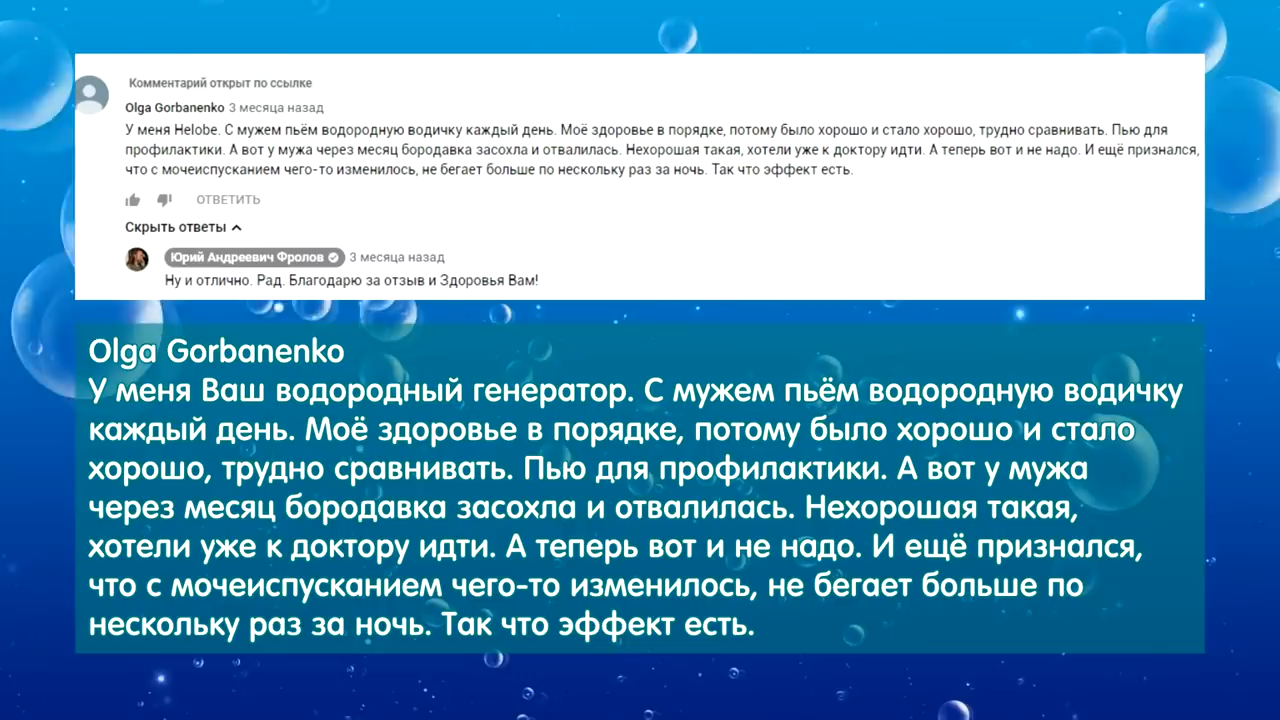 Комментарий открыт по ссылке
Olga Gorbanenko 3 месяца назад
У меня Helobe. С мужем пьём водородную водичку каждый день. Моё здоровье в порядке, потому было хорошо и стало хорошо, трудно сравнивать. Пью для
профилактики. А вот у мужа через месяц бородавка засохла и отвалилась. Нехорошая такая, хотели уже к доктору идти. А теперь вот и не надо. И ещё признался,
что с мочеиспусканием чего-то изменилось, не бегает больше по нескольку раз за ночь. Так что эффект есть.
ОТВЕТИТЬ
Скрыть ответы
Юрий Андреевич Фролов 3 месяца назад
Ну и отлично. Рад. Благодарю за отзыв и Здоровья Вам!
Olga Gorbanenko
У меня Ваш водородный генератор. С мужем пьём водородную водичку
каждый день. Моё здоровье в порядке, потому было хорошо и стало
хорошо, трудно сравнивать. Пью для профилактики. А вот у мужа
через месяц бородавка засохла и отвалилась. Нехорошая такая,
хотели уже к доктору идти. А теперь вот и не надо. И ещё признался,
что с мочеиспусканием чего-то изменилось, не бегает больше по
нескольку раз за ночь. Так что эффект есть.